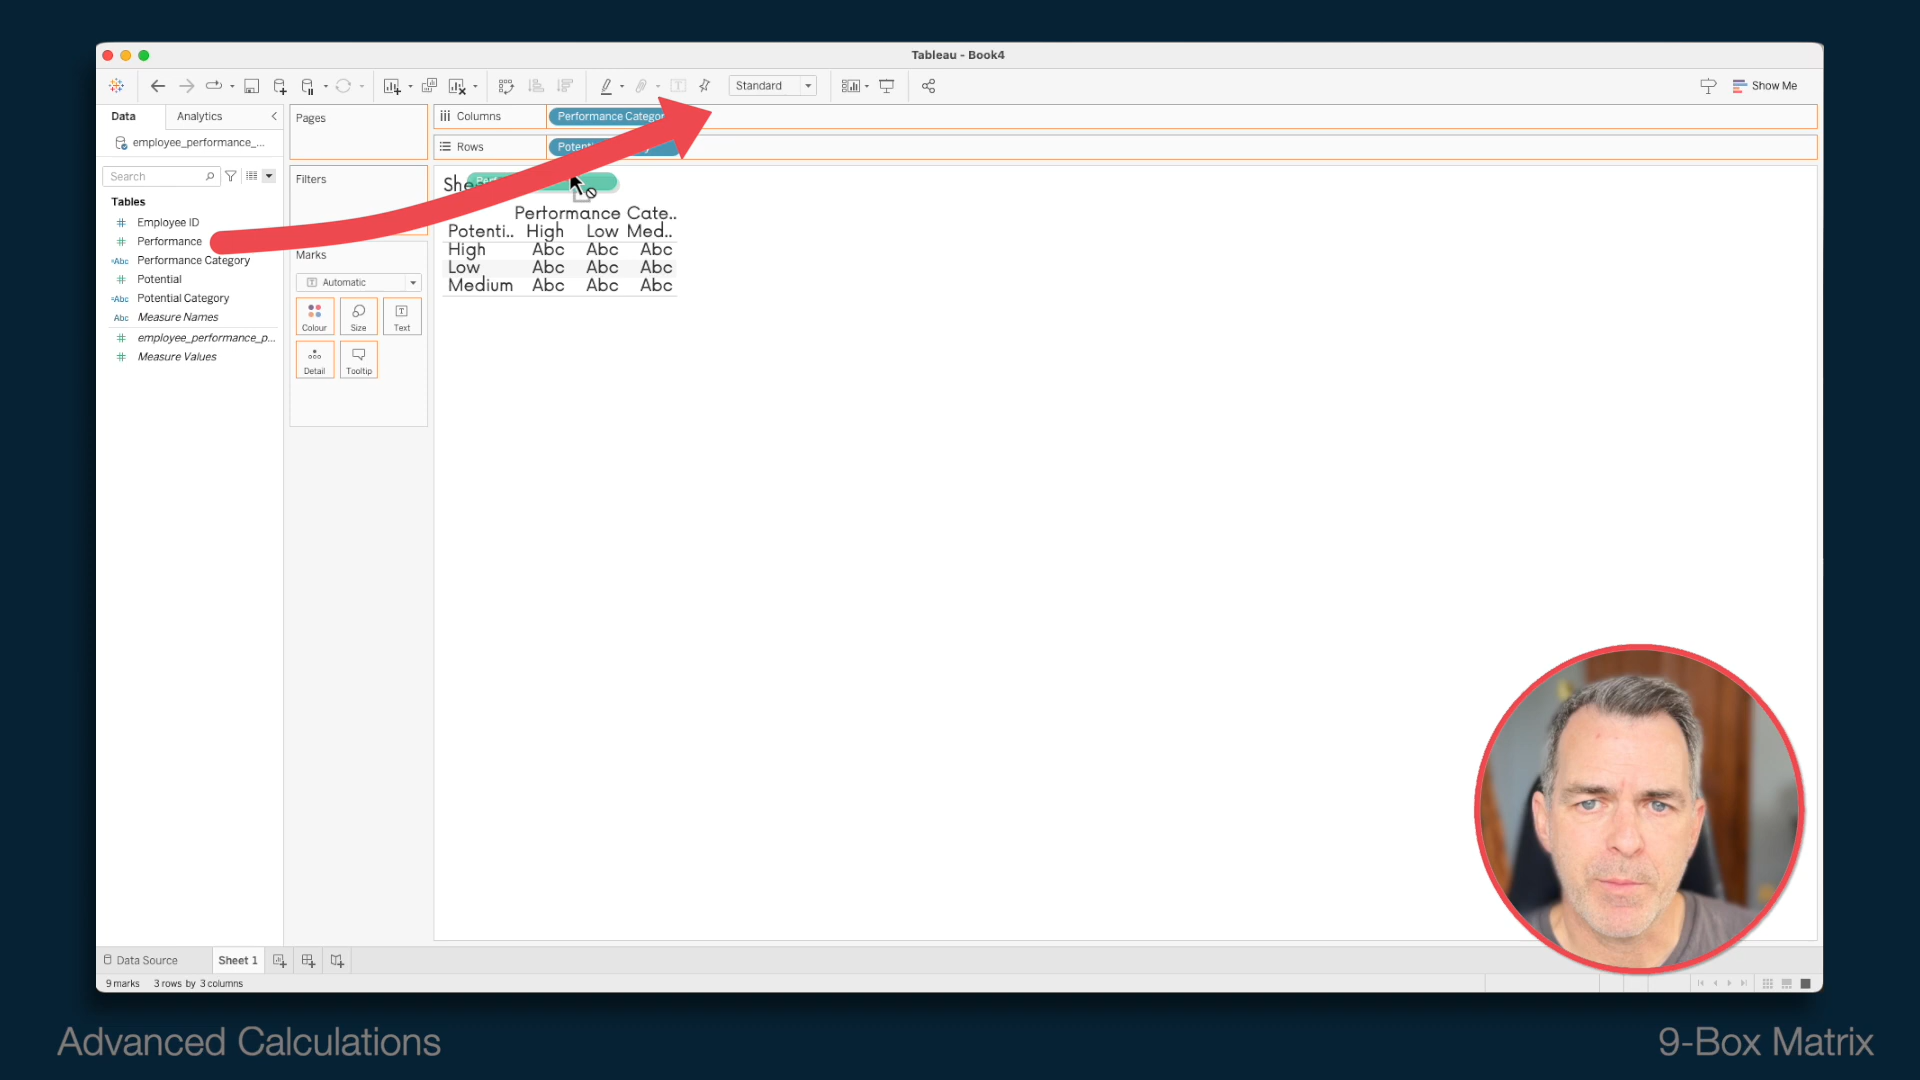 Tableau - Book4
Standard
Show Me
Data
Analytics
Pages
Columns
Performance Categor
employee_performance_...
Rows
Search
Filters
Tables
Employee ID
Performance
Abc Performance Category
Potential
Abc Potential Category
Abc Measure Names
employee_performance_p...
Measure Values
Marks
Automatic
Colour
Size
Text
Detail
Tooltip
Performance Cate..
Potenti.. High Low Med..
High Abc Abc Abc
Low Abc Abc Abc
Medium Abc Abc Abc
Data Source
Sheet 1
9 marks 3 rows by 3 columns
Advanced Calculations
9-Box Matrix